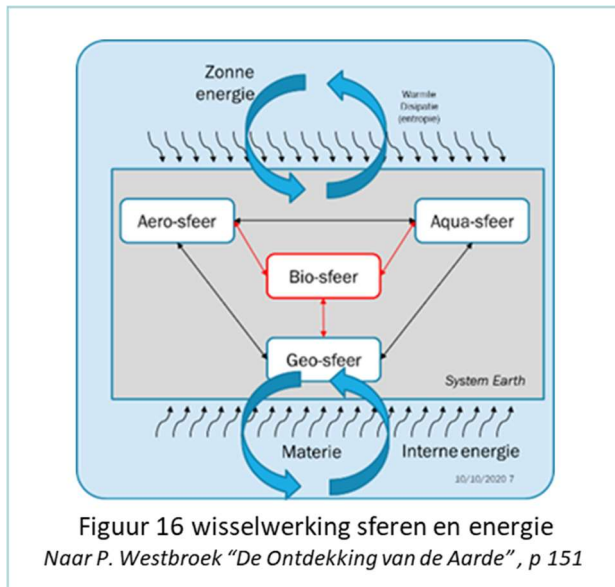 Zonne
energie
Warmte
Disipatie
(entropie)
Aero-sfeer
Aqua-sfeer
Bio-sfeer
Geo-sfeer
System Earth
Materie
Interne energie
10/10/2020 7
Figuur 16 wisselwerking sferen en energie
Naar P. Westbroek "De Ontdekking van de Aarde" , p 151